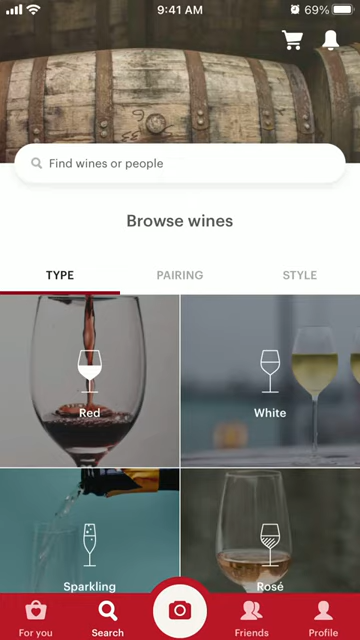 9:41 AM
69%
Find wines or people
Browse wines
TYPE
PAIRING
STYLE
Red
White
Sparkling
Rosé
For you
Search
Friends
Profile